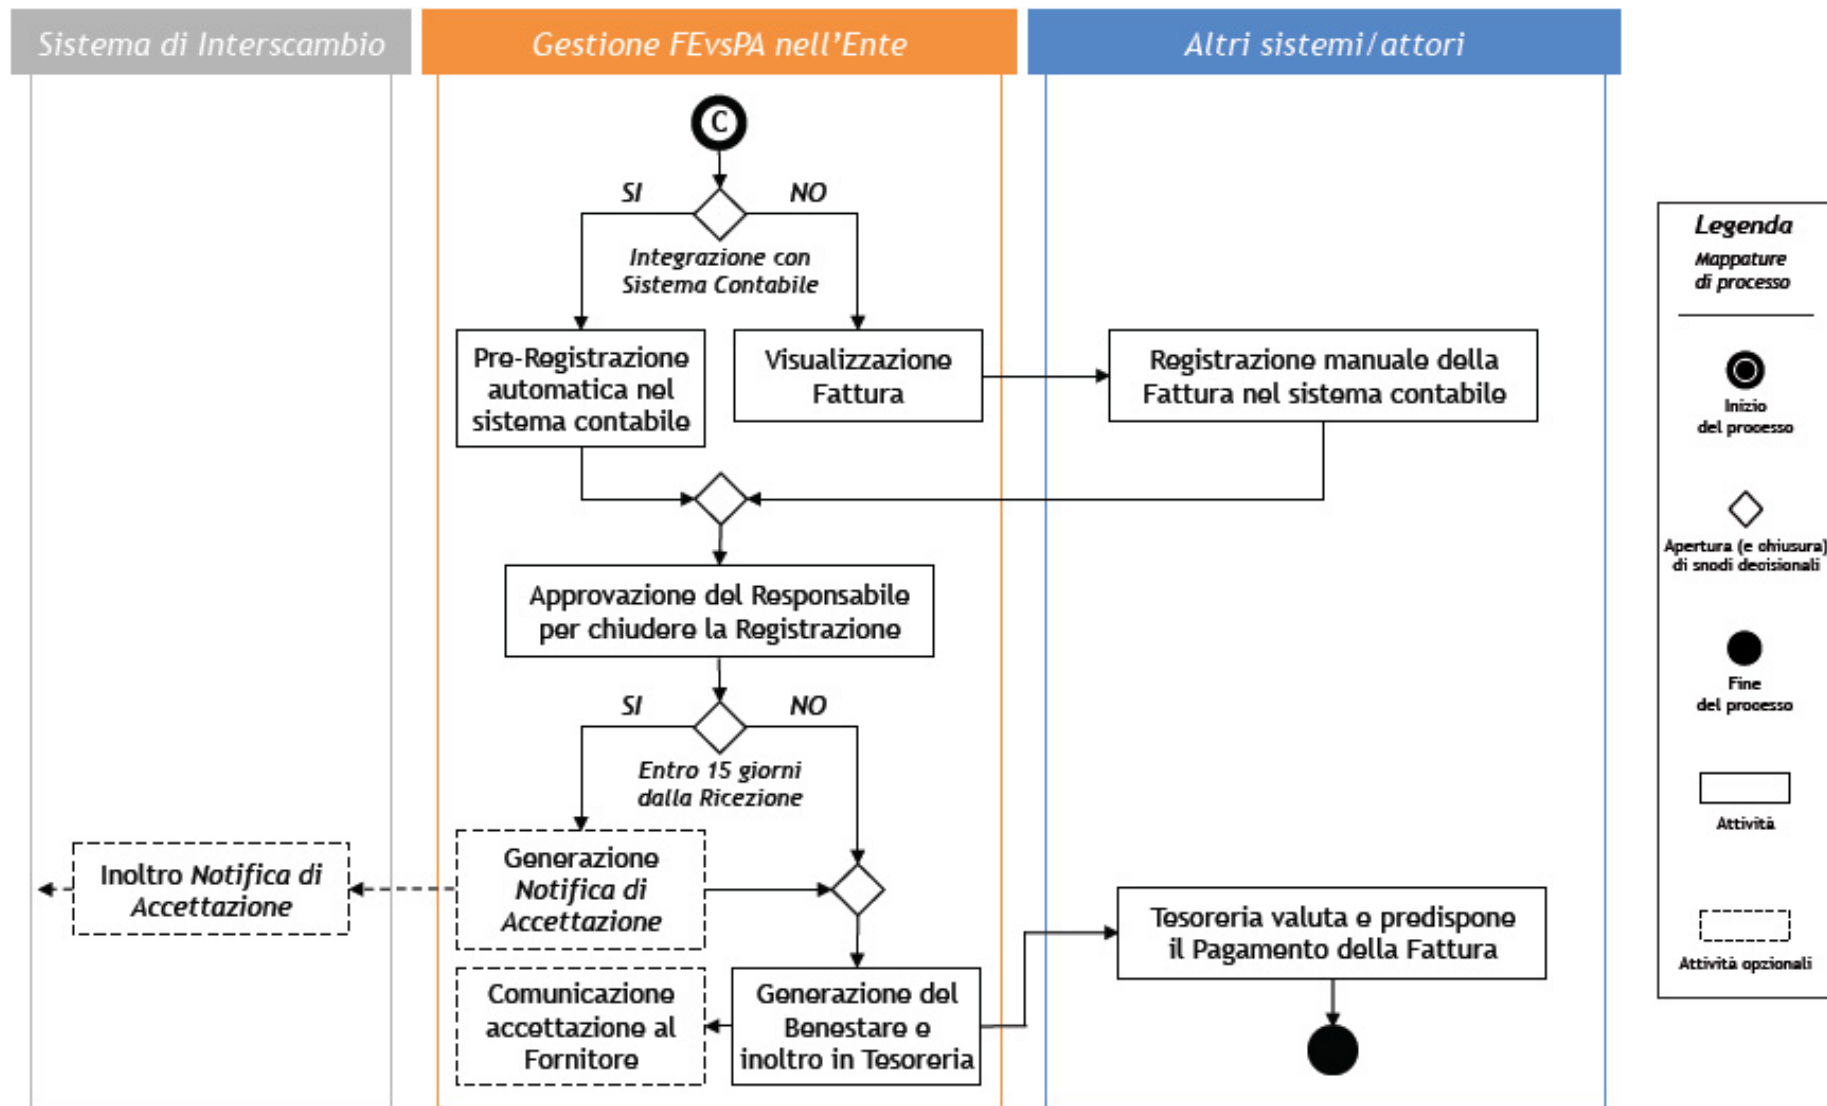 Sistema di Interscambio
Gestione FEvsPA nell'Ente
Altri sistemi/attori
C
SI
NO
Integrazione con
Sistema Contabile
Pre-Registrazione
automatica nel
sistema contabile
Visualizzazione
Fattura
Registrazione manuale della
Fattura nel sistema contabile
Approvazione del Responsabile
per chiudere la Registrazione
SI
NO
Entro 15 giorni
dalla Ricezione
Inoltro Notifica di
Accettazione
Generazione
Notifica di
Accettazione
Comunicazione
accettazione al
Fornitore
Generazione del
Benestare e
inoltro in Tesoreria
Tesoreria valuta e predispone
il Pagamento della Fattura
Legenda
Mappature
di processo
Inizio
del processo
Apertura (e chiusura)
di snodi decisionali
Fine
del processo
Attività
Attività opzionali